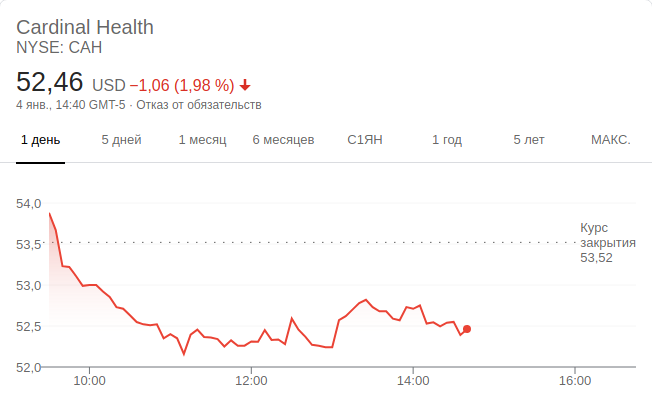 Cardinal Health
NYSE: CAH
52,46 USD −1,06 (1,98 %)
4 янв., 14:40 GMT-5 · Отказ от обязательств
1 день 5 дней 1 месяц 6 месяцев С1ЯН 1 год 5 лет МАКС.
54,0
Курс
53,5 закрытия
53,52
53,0
52,5
52,0
10:00 12:00 14:00 16:00